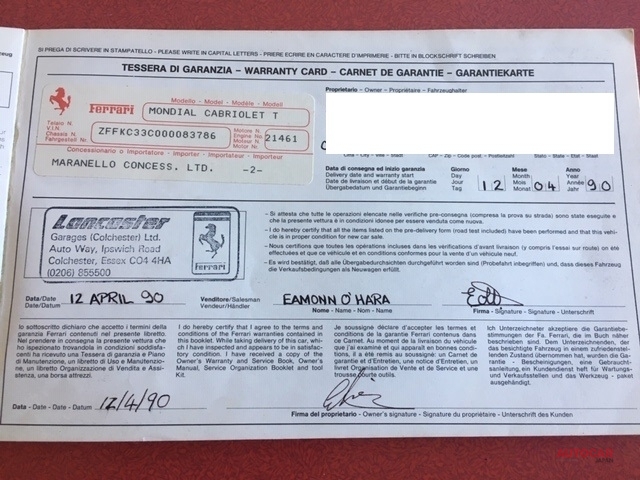 SI PREGA DI SCRIVERE IN STAMPATELLO – PLEASE WRITE IN CAPITAL LETTERS – PRIERE ECRIRE EN CARACTERE D'IMPRIMERIE – BITTE IN BLOCKSCHRIFT SCHREIBEN
TESSERA DI GARANZIA – WARRANTY CARD – CARNET DE GARANTIE – GARANTIEKARTE
Ferrari
Modello - Model - Modèle - Modell
MONDIAL CABRIOLET T
Telaio N.
V.I.N.
Chassis N.
Fahrgestell Nr.
ZFFKC33C000083786
Motore N.
Engine No.
21461
Concessionario o Importatore - Importer - Importateur - Importeur
MARANELLO CONCESS. LTD. -2-
Proprietario - Owner - Propriétaire - Fahrzeughalter
Data di consegna ed inizio garanzia
Delivery date and warranty start
Date de livraison et début de la garantie
Übergabedatum und Garantiebeginn
Giorno
Day
Jour
Tag
12
Mese
Month
Mois
Monat
04
Anno
Year
Année
Jahr
90
Lancaster
Garages (Colchester) Ltd.
Auto Way, Ipswich Road
Colchester, Essex CO4 4HA
(0206) 855500
Ferrari
– Si attesta che tutte le operazioni elencate nelle verifiche pre-consegna (compresa la prova su strada) sono state eseguite e che la presente vettura è in condizioni idonee per essere venduta come nuova.
– I do hereby certify that all the items listed on the pre-delivery form (road test included) have been performed and that this vehicle is in proper condition for new car sale.
– Nous certifions que toutes les opérations incluses dans les vérifications d'avant livraison (y compris l'essai sur route) ont été effectuées et que ce véhicule est en conditions conformes pour la vente d'un véhicule neuf.
– Es wird bestätigt, daß alle Übergabedurchsichten durchgeführt worden sind (Probefahrt inbegriffen) und, dass dieses Fahrzeug die Verkaufsbedingungen als Neuwagen erfüllt.
Data/Date
Date/Datum
12 APRIL 90
Venditore/Salesman
Vendeur/Händler
EAMONN O'HARA
Nome - Name - Nom - Name
Firma - Signature - Signature - Unterschrift
Io sottoscritto dichiaro che accetto i termini della garanzia Ferrari contenuti nel presente libretto. Nel prendere in consegna la presente vettura che ho ispezionato trovandola in condizioni soddisfacenti ha ricevuto un Tessera di garanzia e Piano di Manutenzione, un libretto di Uso e Manutenzione, un libretto Organizzazione di Vendita e Assistenza, una borsa attrezzi.
I do hereby certify that I agree to the terms and conditions of the Ferrari warranties contained in this booklet. While taking delivery of this car, which I have inspected and appears to be in satisfactory condition. I have received a copy of the Owner's Warranty and Service Book, Owner's Manual, Service Organization Booklet and tool Kit.
Je soussigné déclare d'accepter les termes et conditions de la garantie Ferrari contenus dans ce Carnet. Au moment de la livraison du véhicule que j'ai examiné et qui apparaît en bonnes conditions, il a été remis au soussigné: un Carnet de garantie et d'Entretien, une notice d'Entretien, un livret Organisation de Vente et de Service et une trousse
Ich Unterzeichneter akzeptiere die Garantiebestimmungen der Fa. Ferrari, die im Buch näher beschrieben sind. Dem Unterzeichneten, der das Fahrzeug übernommen hat, wurden die Garantie - Bescheinigung, eine Gebrauchsanleitung, ein Kundendienst heft für Wartungs- und Verkaufsstellen und das Werkzeug - paket ausgehändigt.
Data - Date - Date - Datum
12/4/90
Firma del proprietario - Owner's signature - Signature du propriétaire - Unterschrift des Kunden